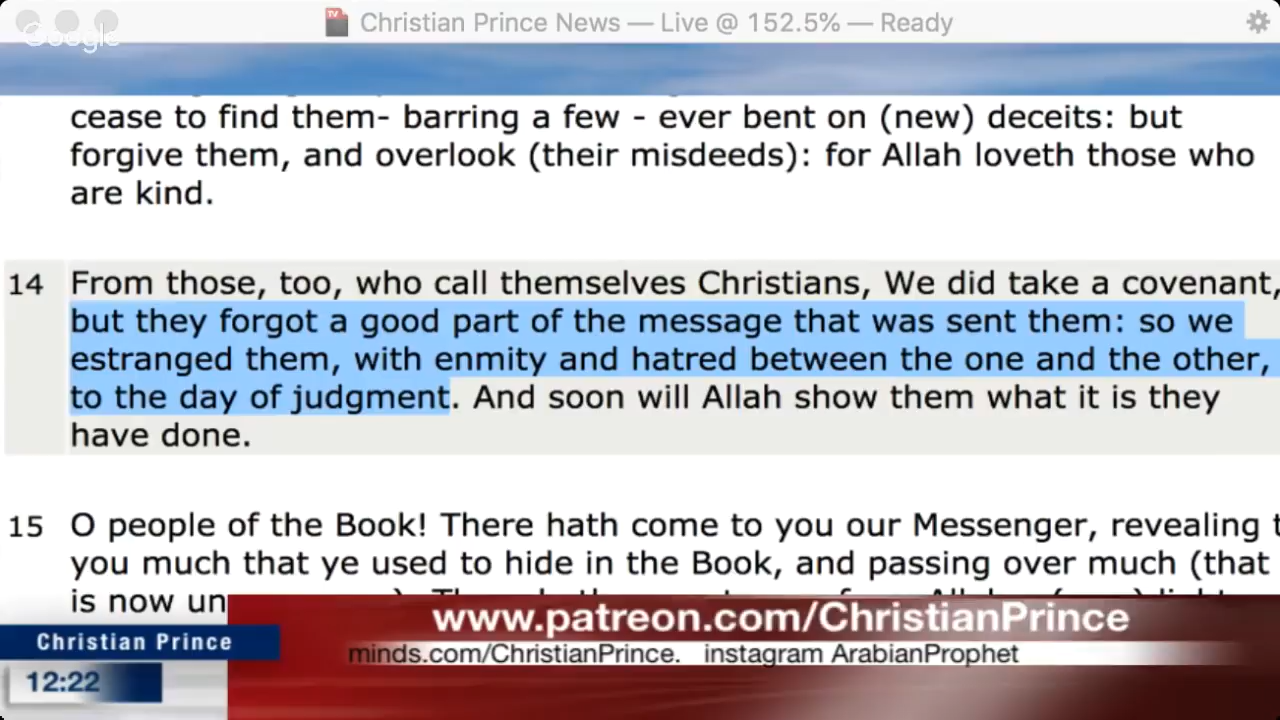 Christian Prince News — Live @ 152.5% — Ready
Google
cease to find them- barring a few - ever bent on (new) deceits: but
forgive them, and overlook (their misdeeds): for Allah loveth those who
are kind.
14 From those, too, who call themselves Christians, We did take a covenant,
but they forgot a good part of the message that was sent them: so we
estranged them, with enmity and hatred between the one and the other,
to the day of judgment. And soon will Allah show them what it is they
have done.
15 O people of the Book! There hath come to you our Messenger, revealing
you much that ye used to hide in the Book, and passing over much (that
is now
www.patreon.com/ChristianPrince
Christian Prince
minds.com/ChristianPrince. instagram ArabianProphet
12:22